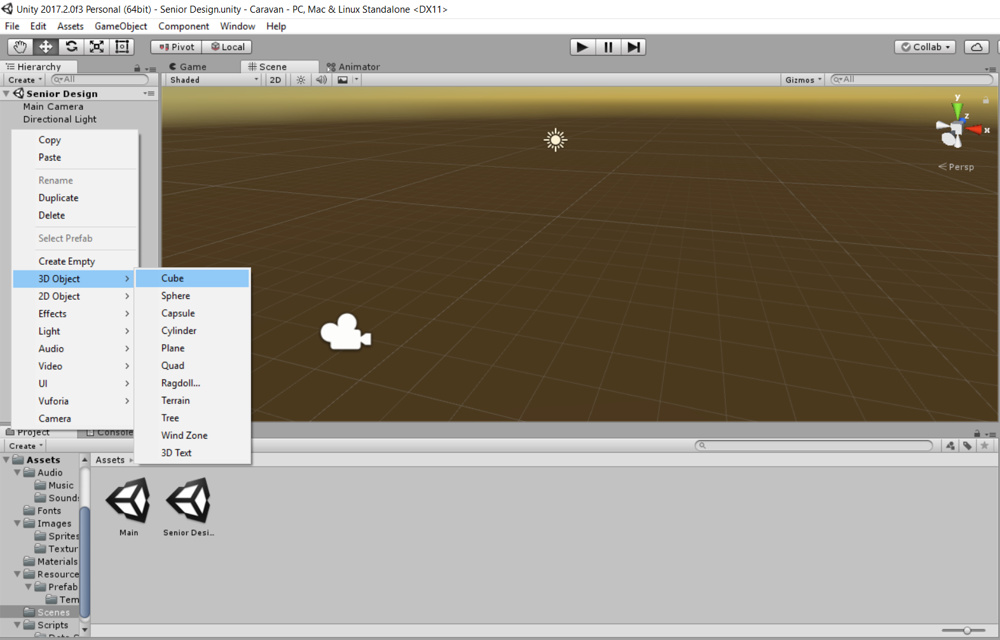 Unity 2017.2.0f3 Personal (64bit) - Senior Design.unity - Caravan - PC, Mac & Linux Standalone <DX11>
File Edit Assets GameObject Component Window Help
Pivot Local Collab
Hierarchy Game Scene Animator
Create All Shaded 2D Gizmos All
Senior Design
Main Camera
Directional Light
y
z
x
Persp
Copy
Paste
Rename
Duplicate
Delete
Select Prefab
Create Empty
3D Object
2D Object
Effects
Light
Audio
Video
UI
Vuforia
Camera
Cube
Sphere
Capsule
Cylinder
Plane
Quad
Ragdoll...
Terrain
Tree
Wind Zone
3D Text
Project Console
Create
Assets
Audio
Music
Sound
Fonts
Images
Sprites
Textur
Materials
Resource
Prefab
Tem
Scenes
Scripts
Assets
Main
Senior Desi...